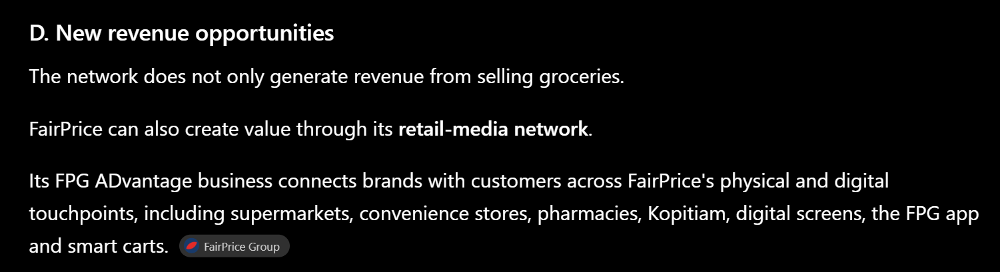 D. New revenue opportunities
The network does not only generate revenue from selling groceries.
FairPrice can also create value through its retail-media network.
Its FPG ADvantage business connects brands with customers across FairPrice's physical and digital
touchpoints, including supermarkets, convenience stores, pharmacies, Kopitiam, digital screens, the FPG app
and smart carts. FairPrice Group